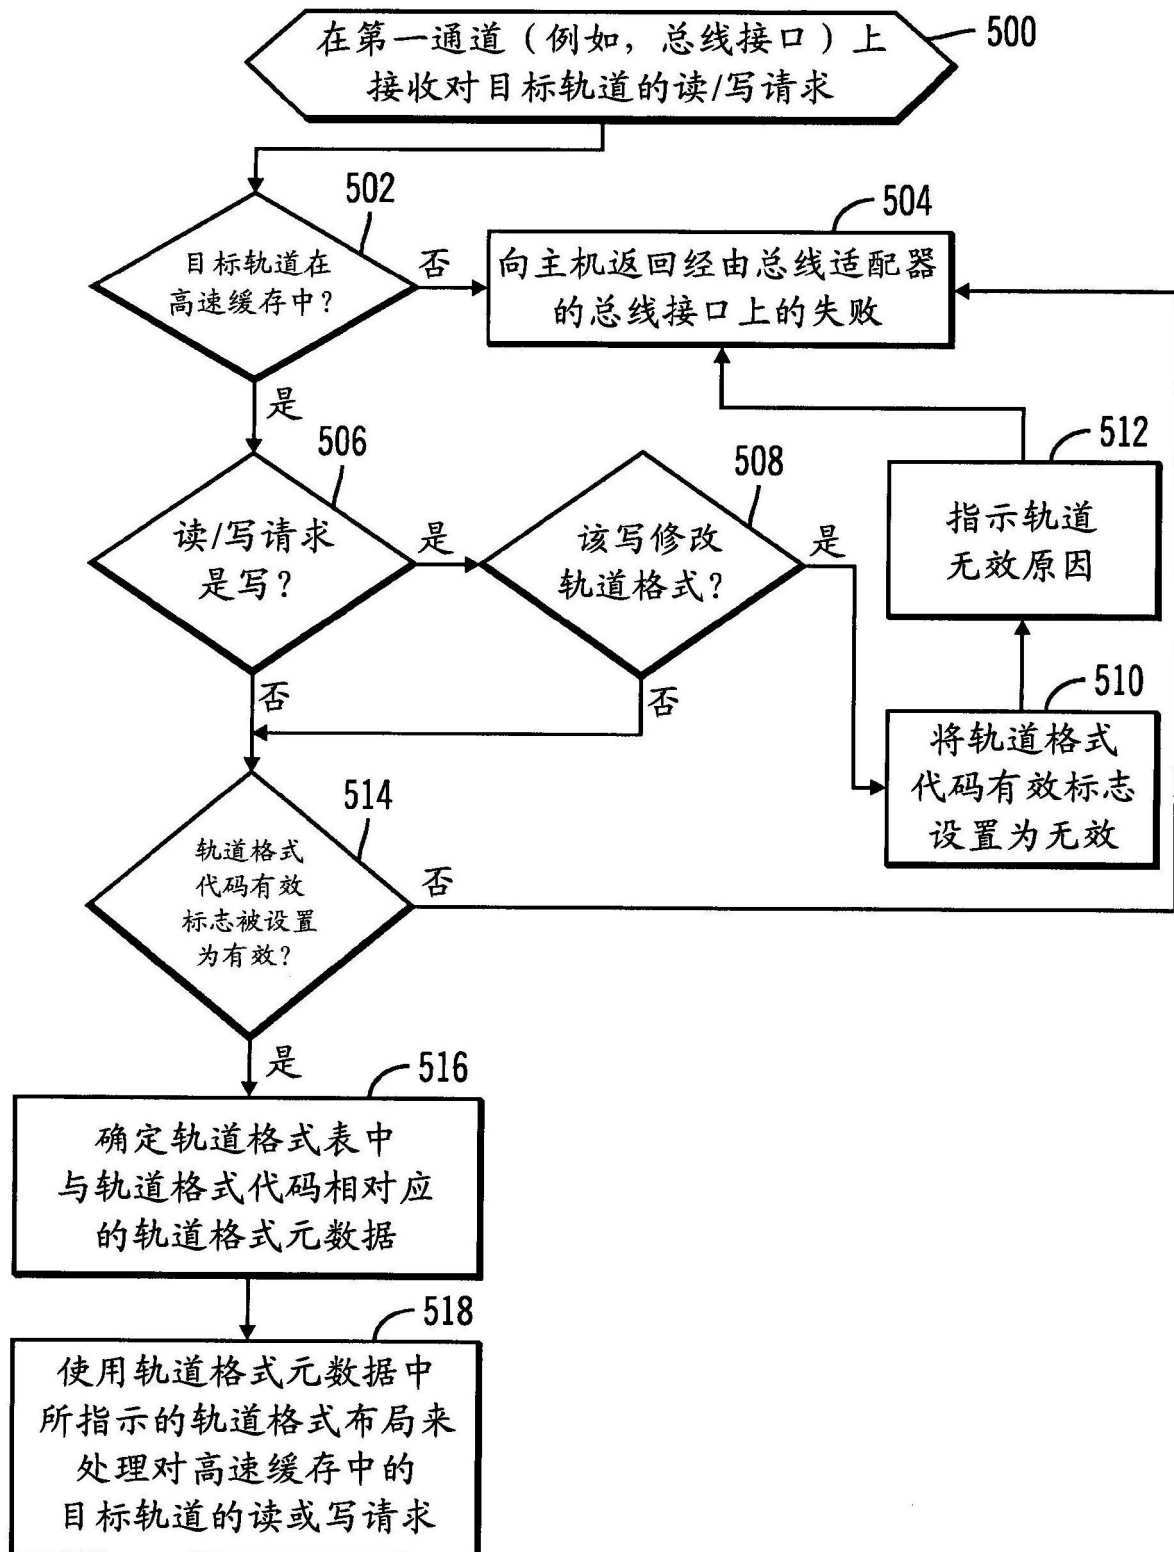 在第一通道（例如，总线接口）上
接收对目标轨道的读/写请求
500
502
目标轨道在
高速缓存中？
否
504
向主机返回经由总线适配器
的总线接口上的失败
是
506
读/写请求
是写？
是
508
该写修改
轨道格式？
是
512
指示轨道
无效原因
否
否
510
将轨道格式
代码有效标志
设置为无效
514
轨道格式
代码有效
标志被设置
为有效？
否
是
516
确定轨道格式表中
与轨道格式代码相对应
的轨道格式元数据
518
使用轨道格式元数据中
所指示的轨道格式布局来
处理对高速缓存中的
目标轨道的读或写请求